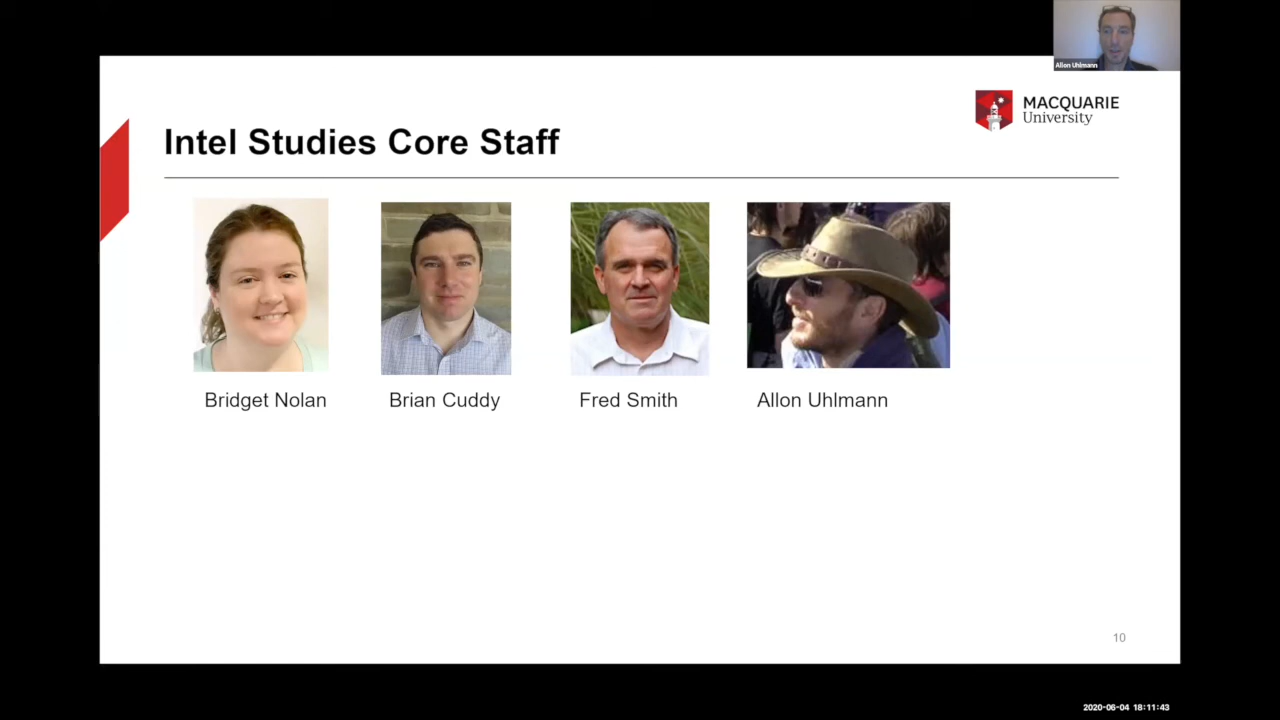 Allon Uhlmann
MACQUARIE
University
Intel Studies Core Staff
Bridget Nolan
Brian Cuddy
Fred Smith
Allon Uhlmann
10
2020-06-04 18:11:43